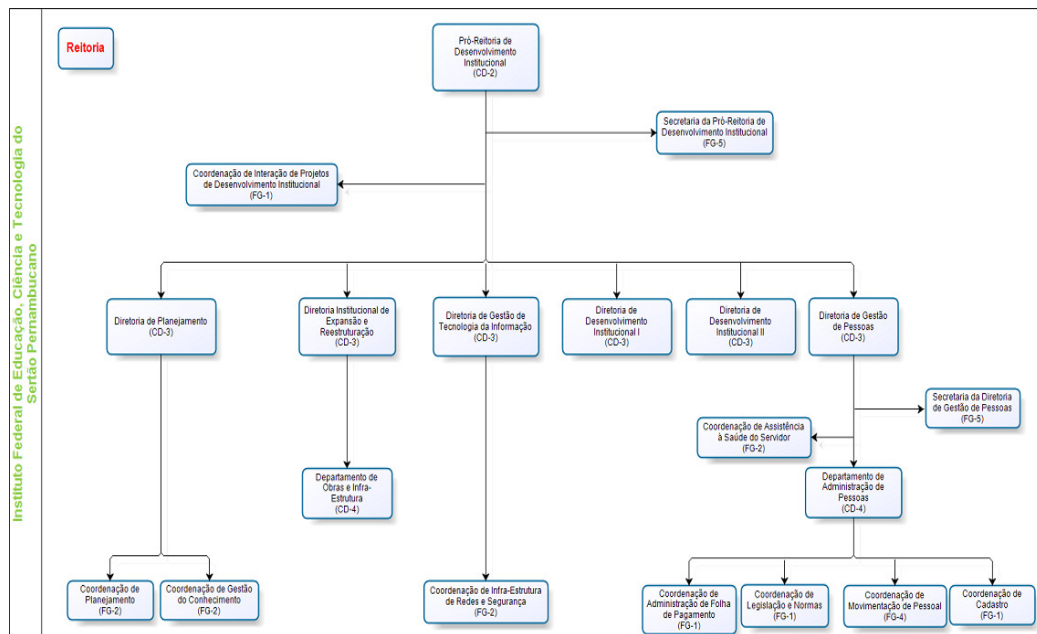 Instituto Federal de Educação, Ciência e Tecnologia do
Sertão Pernambucano
Reitoria
Pró-Reitoria de
Desenvolvimento
Institucional
(CD-2)
Secretaria da Pró-Reitoria de
Desenvolvimento Institucional
(FG-5)
Coordenação de Interação de Projetos
de Desenvolvimento Institucional
(FG-1)
Diretoria de Planejamento
(CD-3)
Diretoria Institucional de
Expansão e
Reestruturação
(CD-3)
Diretoria de Gestão de
Tecnologia da Informação
(CD-3)
Diretoria de
Desenvolvimento
Institucional I
(CD-3)
Diretoria de
Desenvolvimento
Institucional II
(CD-3)
Diretoria de Gestão
de Pessoas
(CD-3)
Secretaria da Diretoria
de Gestão de Pessoas
(FG-5)
Coordenação de Assistência
à Saúde do Servidor
(FG-2)
Departamento de
Obras e Infra-
Estrutura
(CD-4)
Departamento de
Administração de
Pessoas
(CD-4)
Coordenação de
Planejamento
(FG-2)
Coordenação de Gestão
do Conhecimento
(FG-2)
Coordenação de Infra-Estrutura
de Redes e Segurança
(FG-2)
Coordenação de
Administração de Folha
de Pagamento
(FG-1)
Coordenação de
Legislação e Normas
(FG-1)
Coordenação de
Movimentação de Pessoal
(FG-4)
Coordenação de
Cadastro
(FG-1)